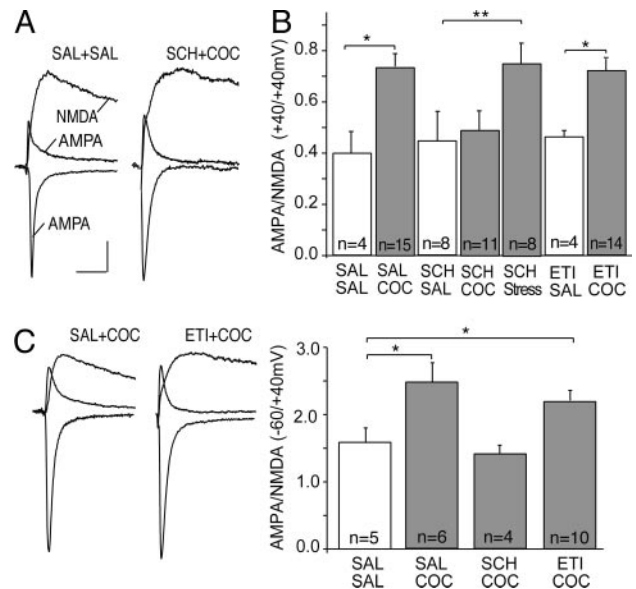 A
SAL+SAL
SCH+COC
NMDA
AMPA
AMPA
B
AMPA/NMDA (+40/+40mV)
0.8
0.6
0.4
0.2
0.0
*
**
*
n=4
n=15
n=8
n=11
n=8
n=4
n=14
SAL SAL SCH SCH SCH ETI ETI
SAL COC SAL COC Stress SAL COC
C
SAL+COC
ETI+COC
AMPA/NMDA (-60/+40mV)
3.0
2.0
1.0
0.0
*
*
n=5
n=6
n=4
n=10
SAL SAL SCH ETI
SAL COC COC COC